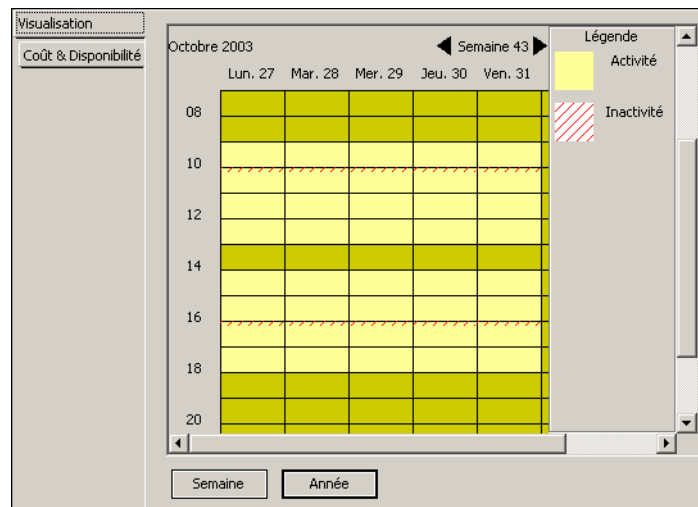 Visualisation
Coût & Disponibilité
Octobre 2003
Semaine 43
Lun. 27 Mar. 28 Mer. 29 Jeu. 30 Ven. 31
08
10
12
14
16
18
20
Légende
Activité
Inactivité
Semaine
Année